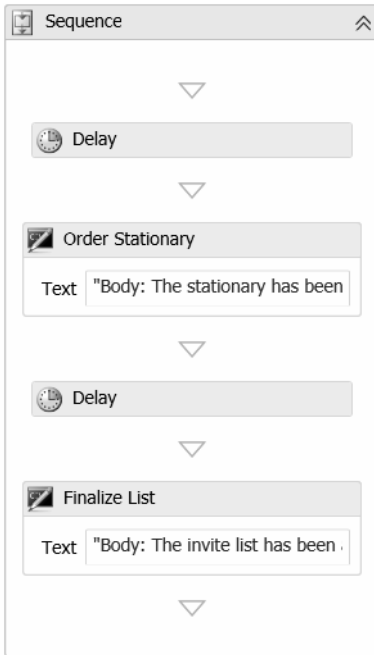 Sequence
Delay
Order Stationary
Text "Body: The stationary has been
Delay
Finalize List
Text "Body: The invite list has been